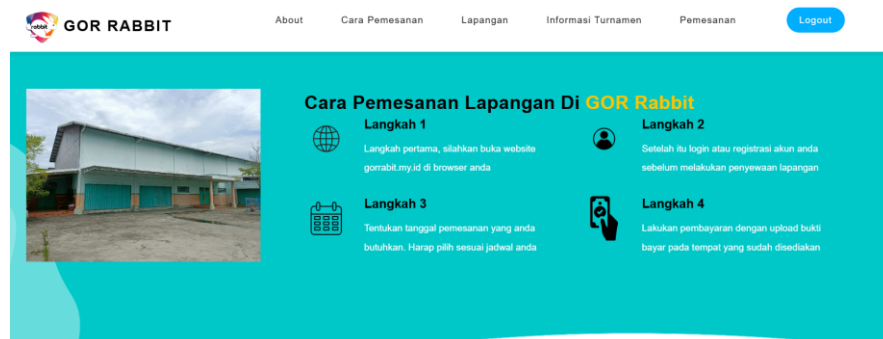 rabbit
GOR RABBIT
About
Cara Pemesanan
Lapangan
Informasi Turnamen
Pemesanan
Logout
Cara Pemesanan Lapangan Di GOR Rabbit
Langkah 1
Langkah pertama, silahkan buka website
gorrabit.my.id di browser anda
Langkah 2
Setelah itu login atau registrasi akun anda
sebelum melakukan penyewaan lapangan
Langkah 3
Tentukan tanggal pemesanan yang anda
butuhkan. Harap pilih sesuai jadwal anda
Langkah 4
Lakukan pembayaran dengan upload bukti
bayar pada tempat yang sudah disediakan